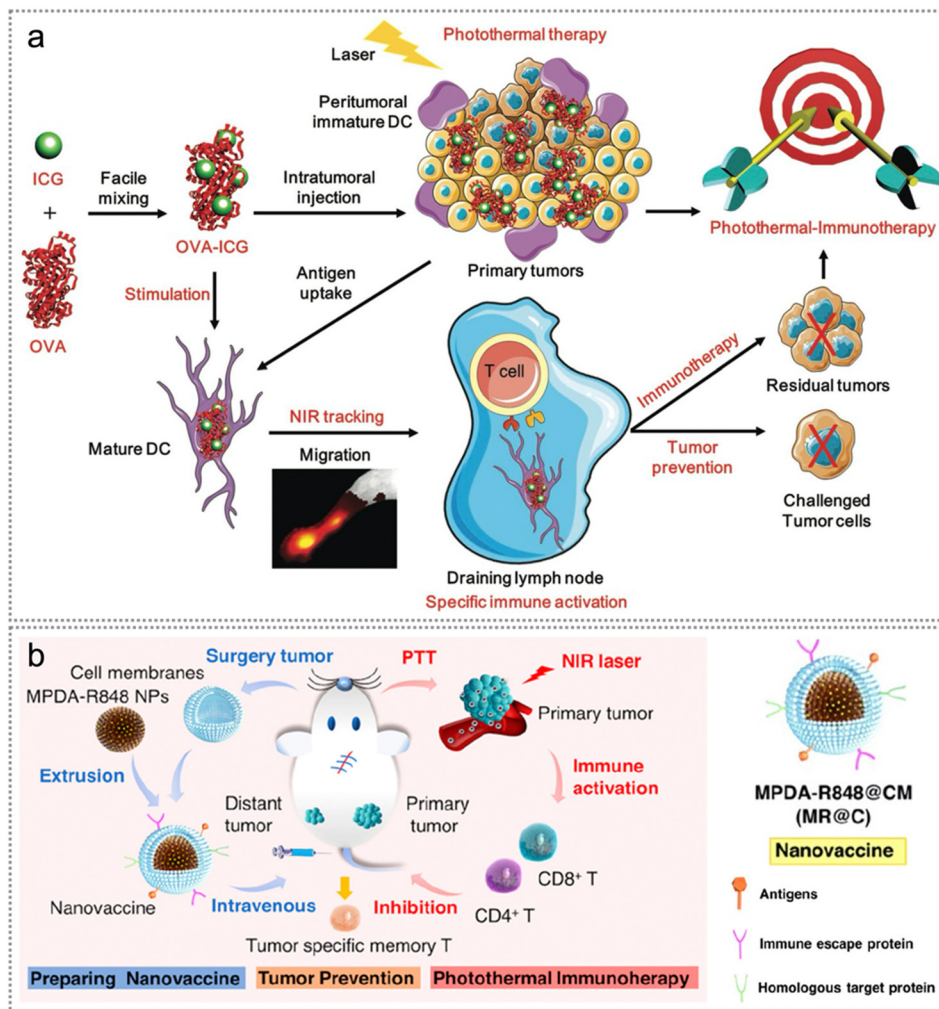 a
Laser
Photothermal therapy
Peritumoral
immature DC
ICG
+
OVA
Facile
mixing
OVA-ICG
Intratumoral
injection
Primary tumors
Photothermal-Immunotherapy
Stimulation
Antigen
uptake
Mature DC
NIR tracking
Migration
T cell
Draining lymph node
Specific immune activation
Immunotherapy
Residual tumors
Tumor
prevention
Challenged
Tumor cells
b
Cell membranes
MPDA-R848 NPs
Surgery tumor
PTT
NIR laser
Primary tumor
Extrusion
Immune
activation
Distant
tumor
Primary
tumor
Nanovaccine
Intravenous
Inhibition
CD8+ T
CD4+ T
Tumor specific memory T
Preparing Nanovaccine
Tumor Prevention
Photothermal Immunoherapy
MPDA-R848@CM
(MR@C)
Nanovaccine
Antigens
Immune escape protein
Homologous target protein